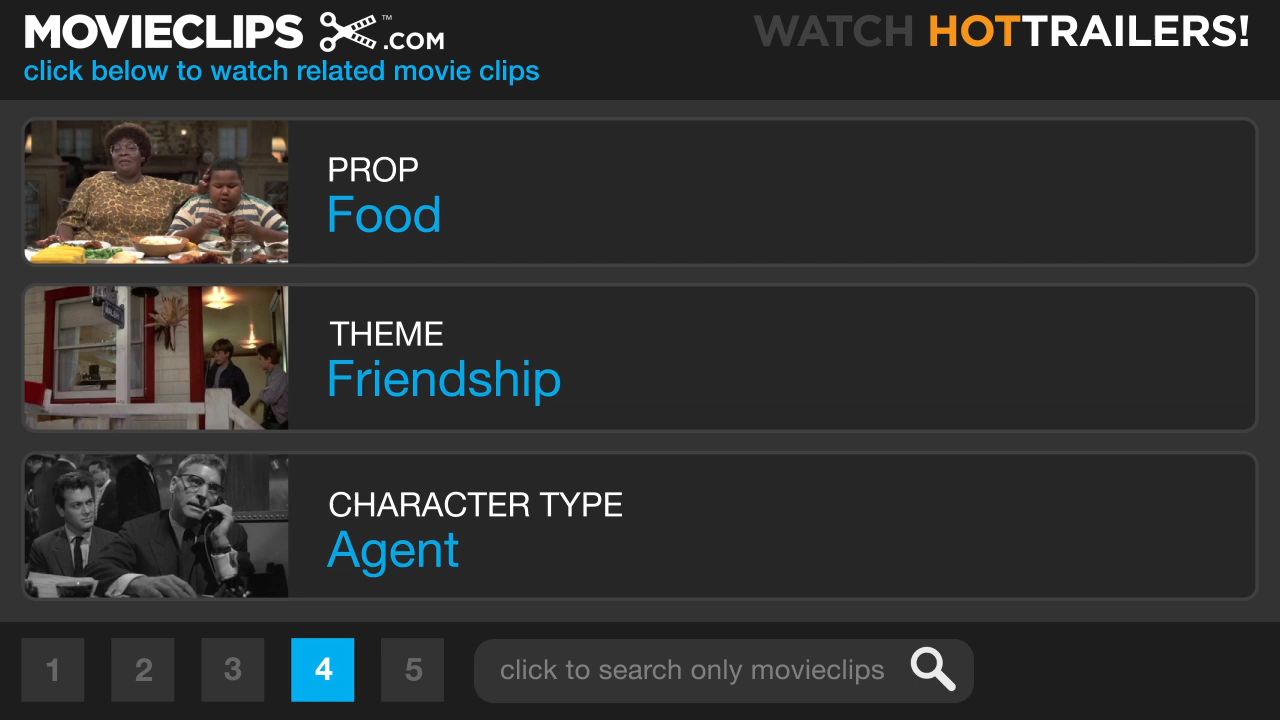 MOVIECLIPS ™ .COM
WATCH HOTTRAILERS!
click below to watch related movie clips
PROP
Food
THEME
Friendship
CHARACTER TYPE
Agent
1 2 3 4 5
click to search only movieclips